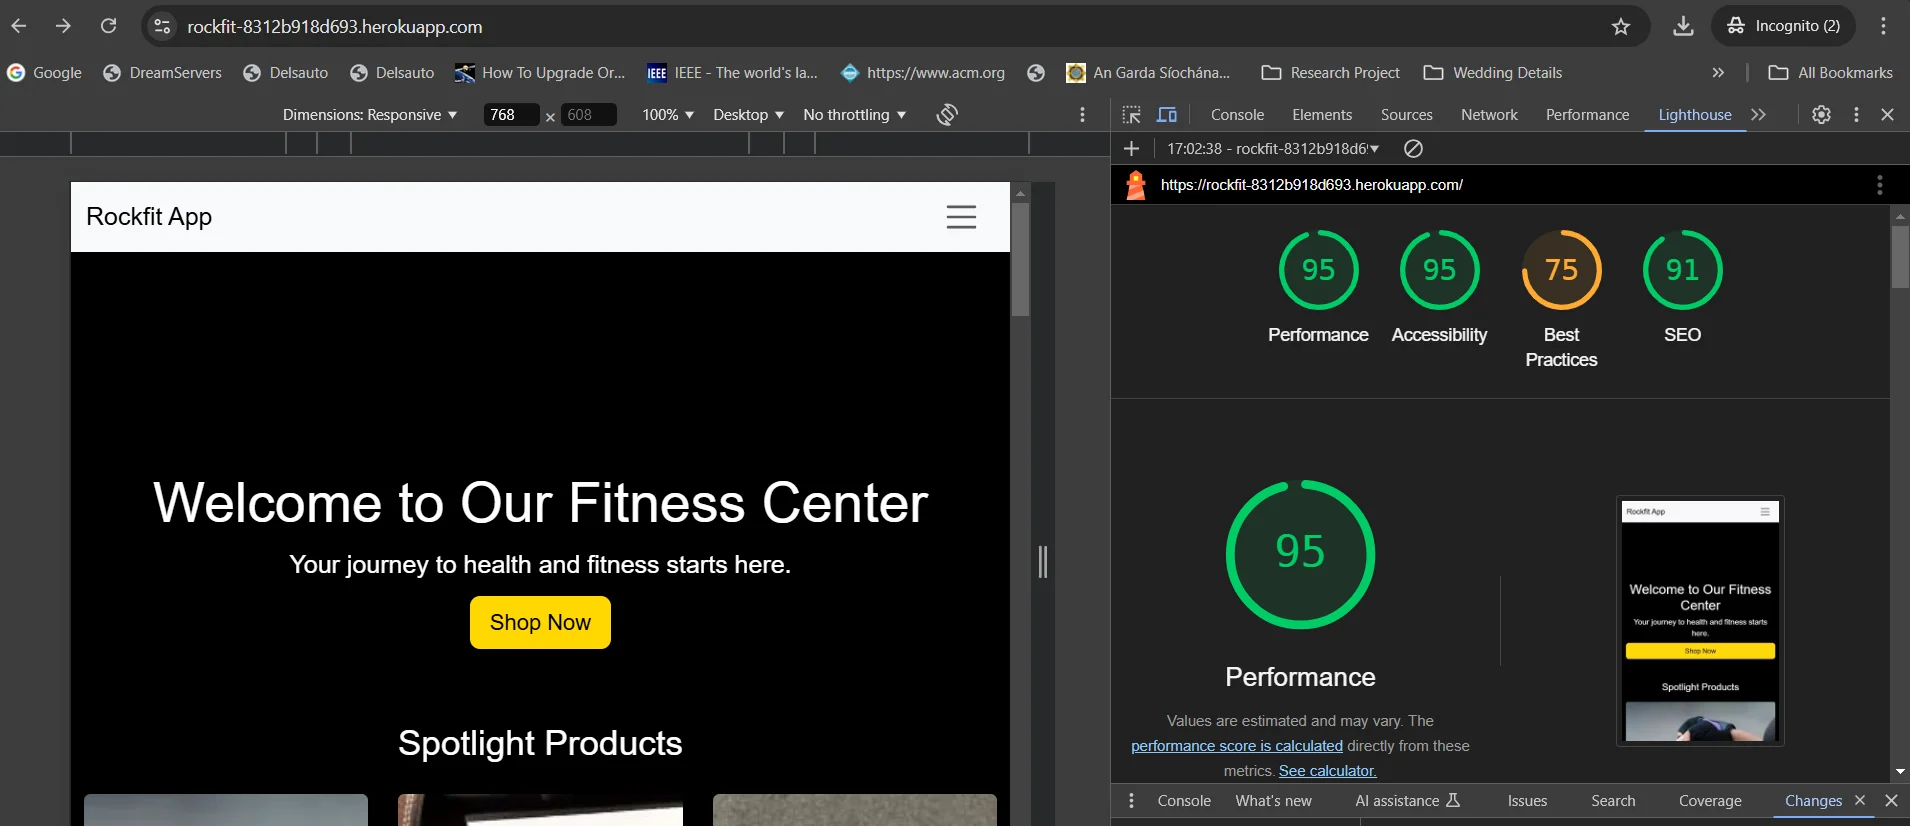 rockfit-8312b918d693.herokuapp.com
Incognito (2)
Google DreamServers Delsauto Delsauto How To Upgrade Or... IEEE IEEE - The world's la... https://www.acm.org An Garda Síochána... Research Project Wedding Details » All Bookmarks
Dimensions: Responsive 768 × 608 100% Desktop No throttling
Console Elements Sources Network Performance Lighthouse
17:02:38 - rockfit-8312b918d6
https://rockfit-8312b918d693.herokuapp.com/
Rockfit App
Welcome to Our Fitness Center
Your journey to health and fitness starts here.
Shop Now
Spotlight Products
95 95 75 91
Performance Accessibility Best Practices SEO
95
Performance
Values are estimated and may vary. The
performance score is calculated directly from these
metrics. See calculator.
Rockfit App
Welcome to Our Fitness
Center
Your journey to health and fitness starts
here.
Shop Now
Spotlight Products
Console What's new AI assistance Issues Search Coverage Changes